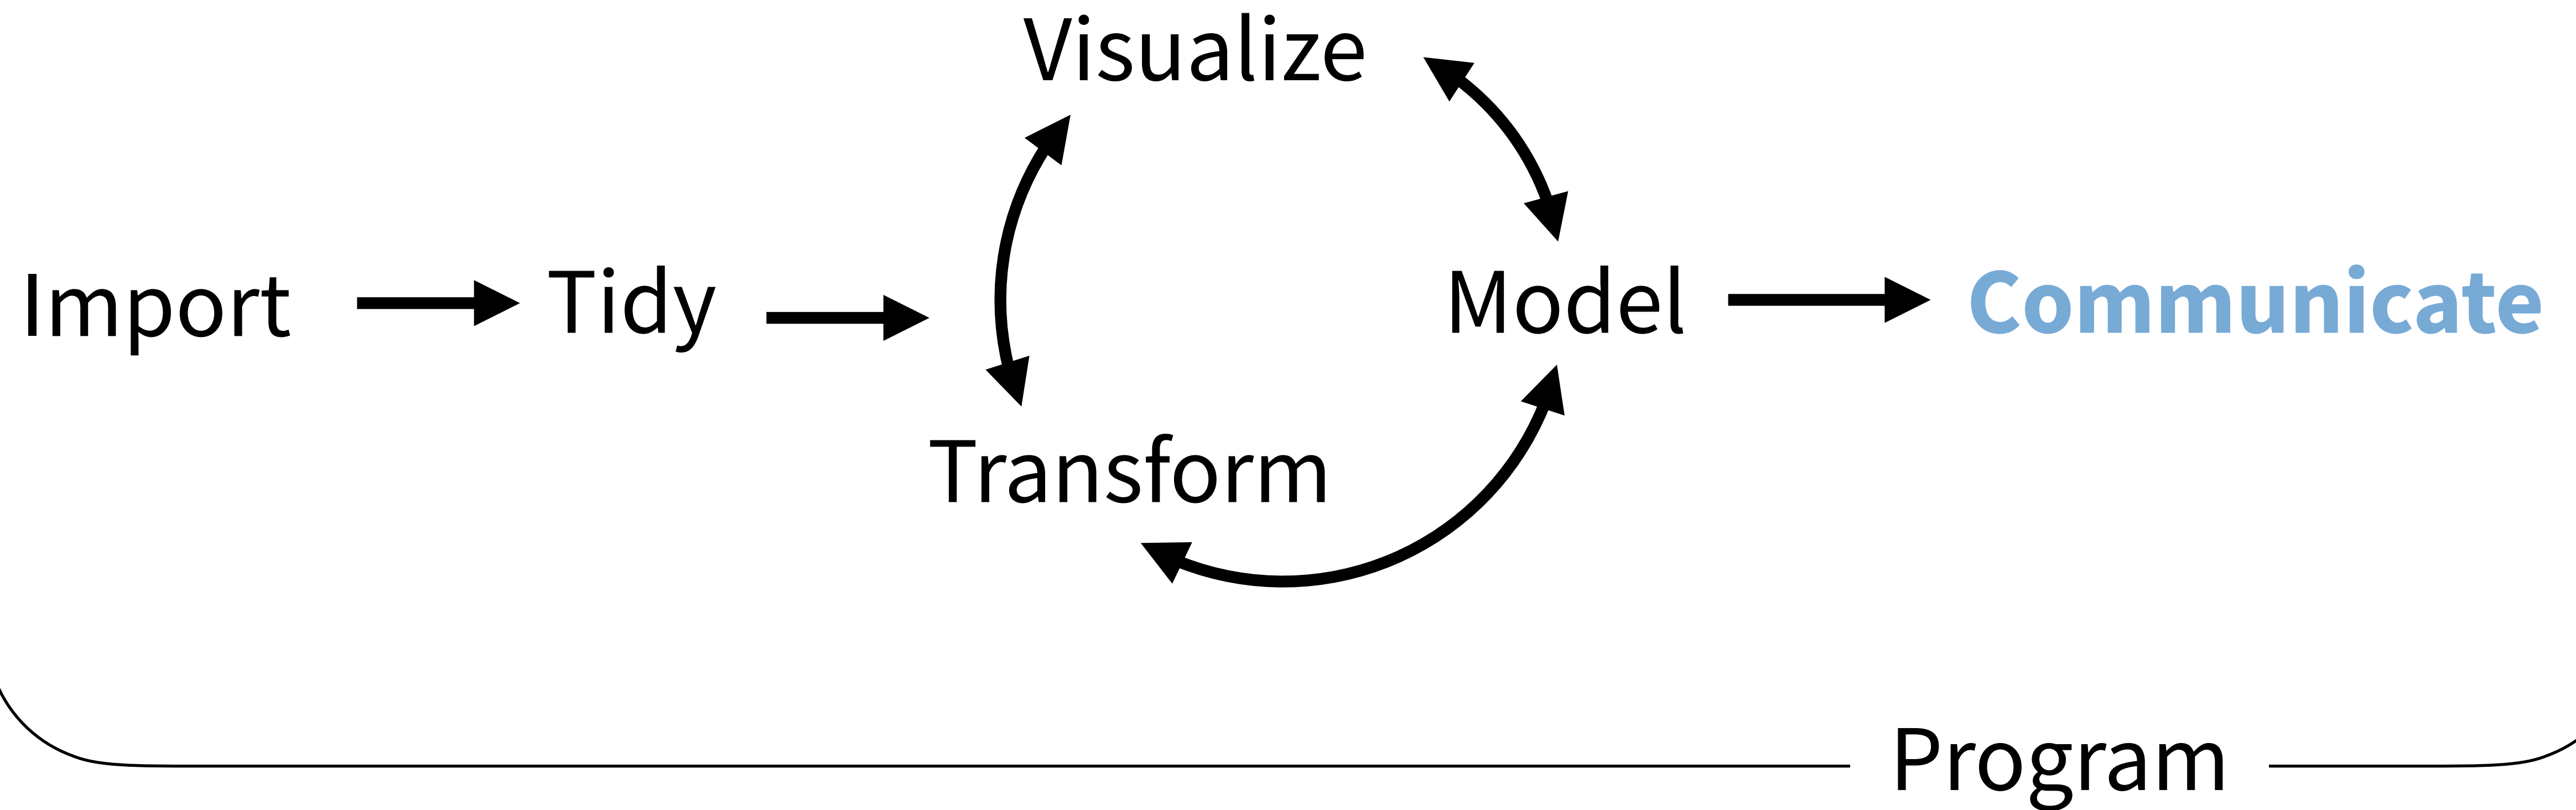 Visualize
Import
Tidy
Model
Communicate
Transform
Program